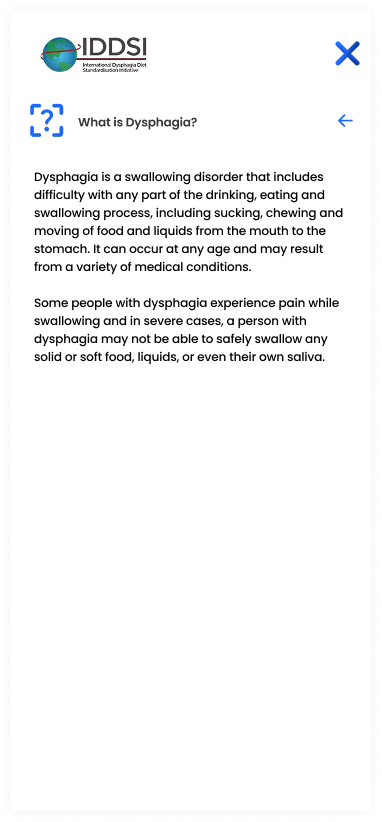 IDDSI
International Dysphagia Diet
Standardisation Initiative
What is Dysphagia?
Dysphagia is a swallowing disorder that includes
difficulty with any part of the drinking, eating and
swallowing process, including sucking, chewing and
moving of food and liquids from the mouth to the
stomach. It can occur at any age and may result
from a variety of medical conditions.
Some people with dysphagia experience pain while
swallowing and in severe cases, a person with
dysphagia may not be able to safely swallow any
solid or soft food, liquids, or even their own saliva.